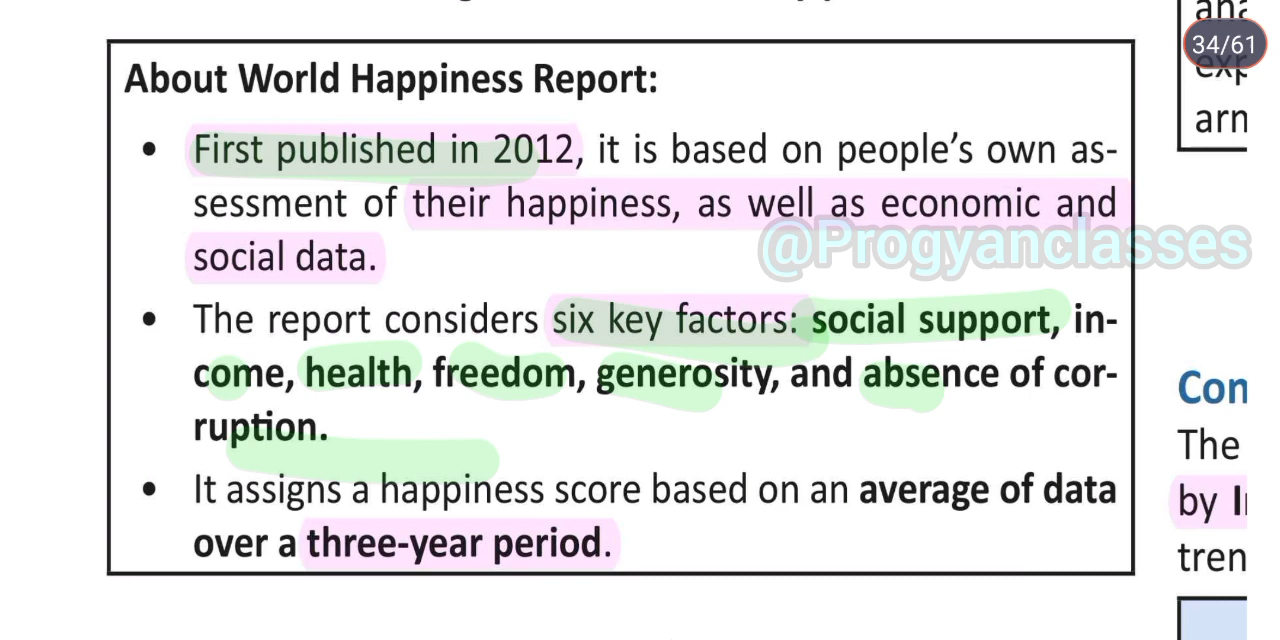 34/61
About World Happiness Report:
• First published in 2012, it is based on people’s own as-
sessment of their happiness, as well as economic and
social data.
@Progyanclasses
• The report considers six key factors: social support, in-
come, health, freedom, generosity, and absence of cor-
ruption.
• It assigns a happiness score based on an average of data
over a three-year period.
arn
Con
The
by I
tren